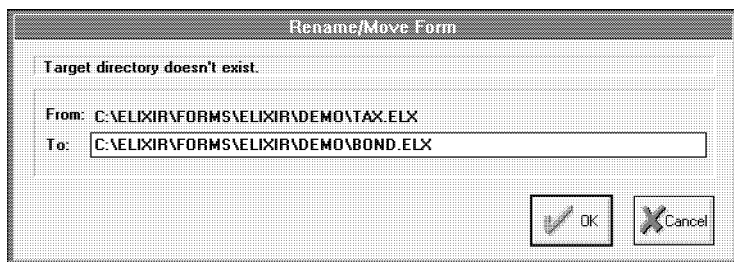 Rename/Move Form
Target directory doesn't exist.
From: C:\ELIXIR\FORMS\ELIXIR\DEMO\TAX.ELX
To: C:\ELIXIR\FORMS\ELIXIR\DEMO\BOND.ELX
OK Cancel